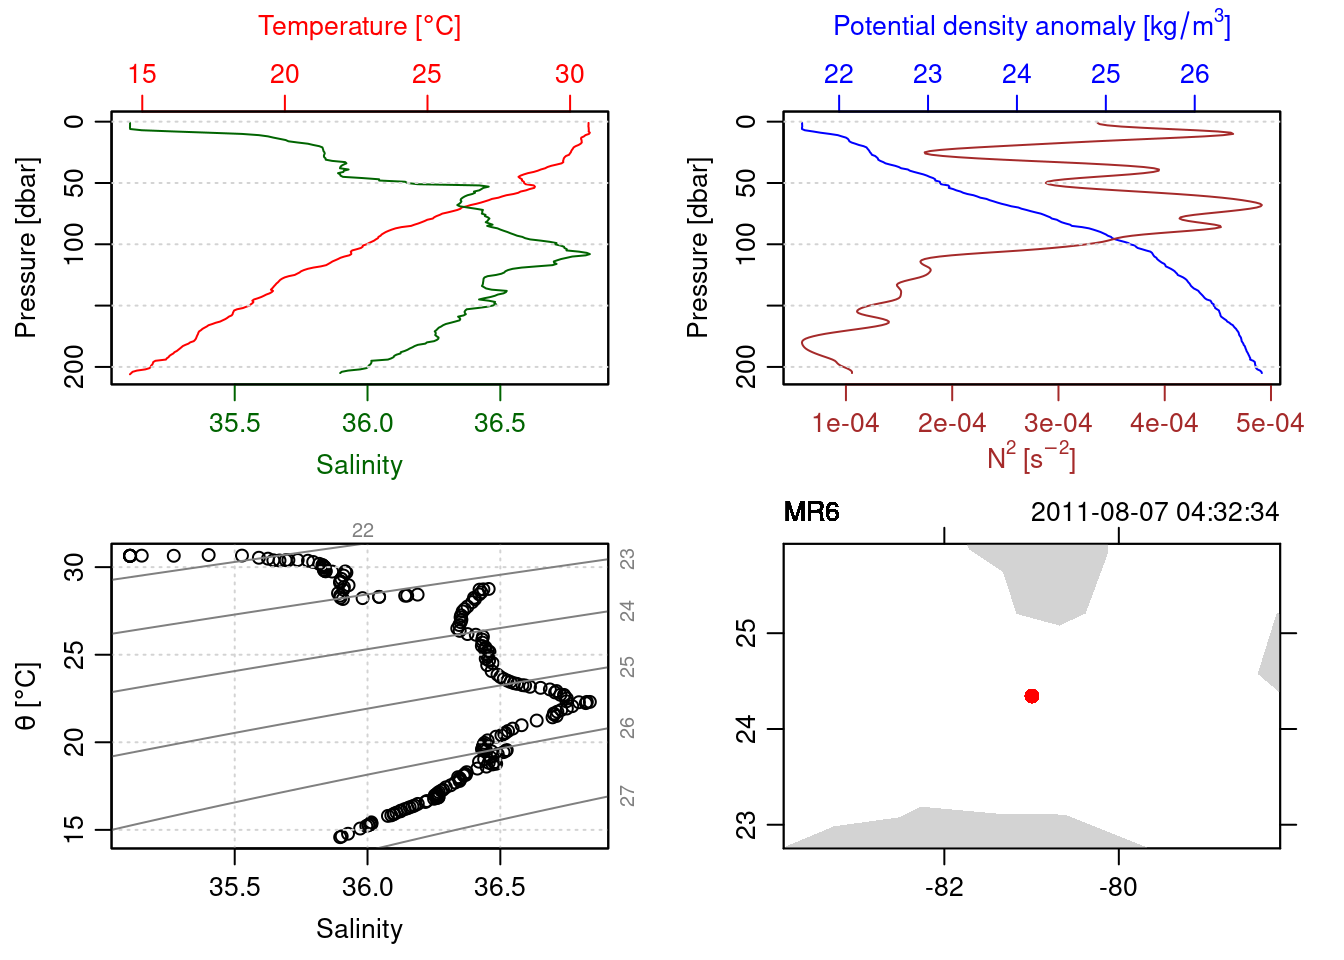 Temperature [°C]
15 20 25 30
0
50
100
200
Pressure [dbar]
35.5 36.0 36.5
Salinity
Potential density anomaly [kg/m³]
22 23 24 25 26
0
50
100
200
Pressure [dbar]
1e-04 2e-04 3e-04 4e-04 5e-04
N² [s⁻²]
22
23
24
25
26
27
30
25
20
15
θ [°C]
35.5 36.0 36.5
Salinity
MR6 2011-08-07 04:32:34
25
24
23
-82 -80